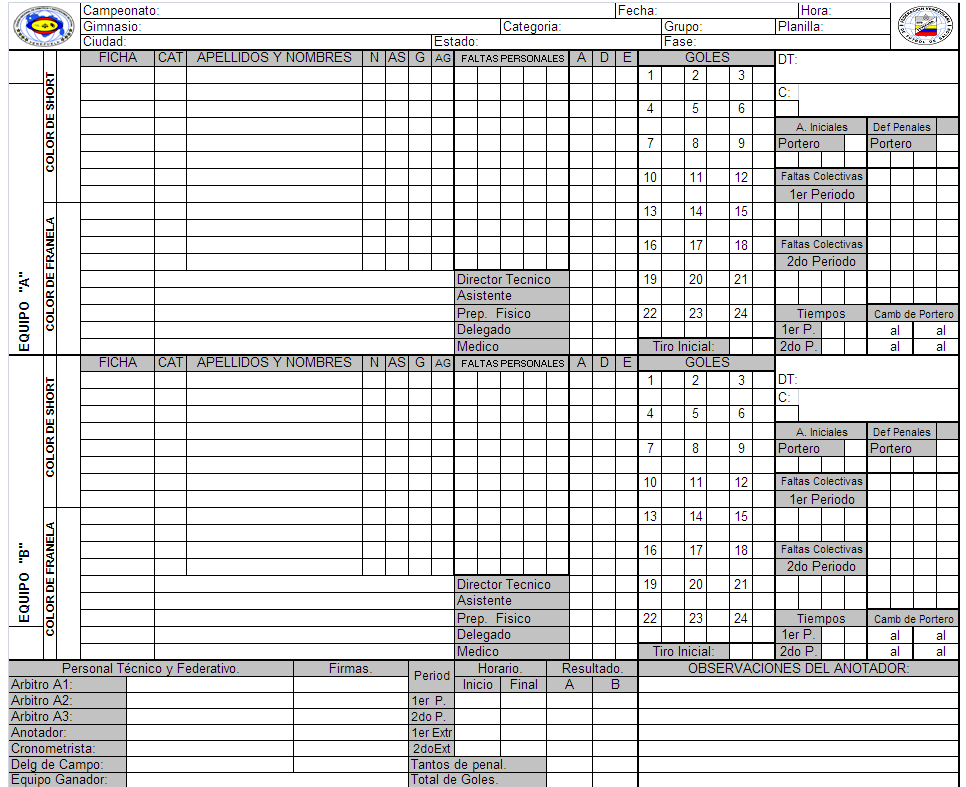 Campeonato: Fecha: Hora:
Gimnasio: Categoria: Grupo: Planilla:
Ciudad: Estado: Fase:
FICHA CAT APELLIDOS Y NOMBRES N AS G AG FALTAS PERSONALES A D E GOLES DT:
1 2 3
C:
4 5 6
A. Iniciales Def Penales
7 8 9 Portero Portero
10 11 12 Faltas Colectivas
1er Periodo
13 14 15
16 17 18 Faltas Colectivas
2do Periodo
Director Tecnico 19 20 21
Asistente
Prep. Fisico 22 23 24 Tiempos Camb de Portero
Delegado 1er P. al al
Medico Tiro Inicial: 2do P. al al
COLOR DE SHORT
COLOR DE FRANELA
EQUIPO "A"
FICHA CAT APELLIDOS Y NOMBRES N AS G AG FALTAS PERSONALES A D E GOLES
1 2 3 DT:
C:
4 5 6
A. Iniciales Def Penales
7 8 9 Portero Portero
10 11 12 Faltas Colectivas
1er Periodo
13 14 15
16 17 18 Faltas Colectivas
2do Periodo
Director Tecnico 19 20 21
Asistente
Prep. Fisico 22 23 24 Tiempos Camb de Portero
Delegado 1er P. al al
Medico Tiro Inicial: 2do P. al al
COLOR DE SHORT
COLOR DE FRANELA
EQUIPO "B"
Personal Técnico y Federativo. Firmas. Period Horario. Resultado. OBSERVACIONES DEL ANOTADOR:
Inicio Final A B
Arbitro A1:
Arbitro A2: 1er P.
Arbitro A3: 2do P.
Anotador: 1er Extr
Cronometrista: 2doExt
Delg de Campo: Tantos de penal.
Equipo Ganador: Total de Goles.